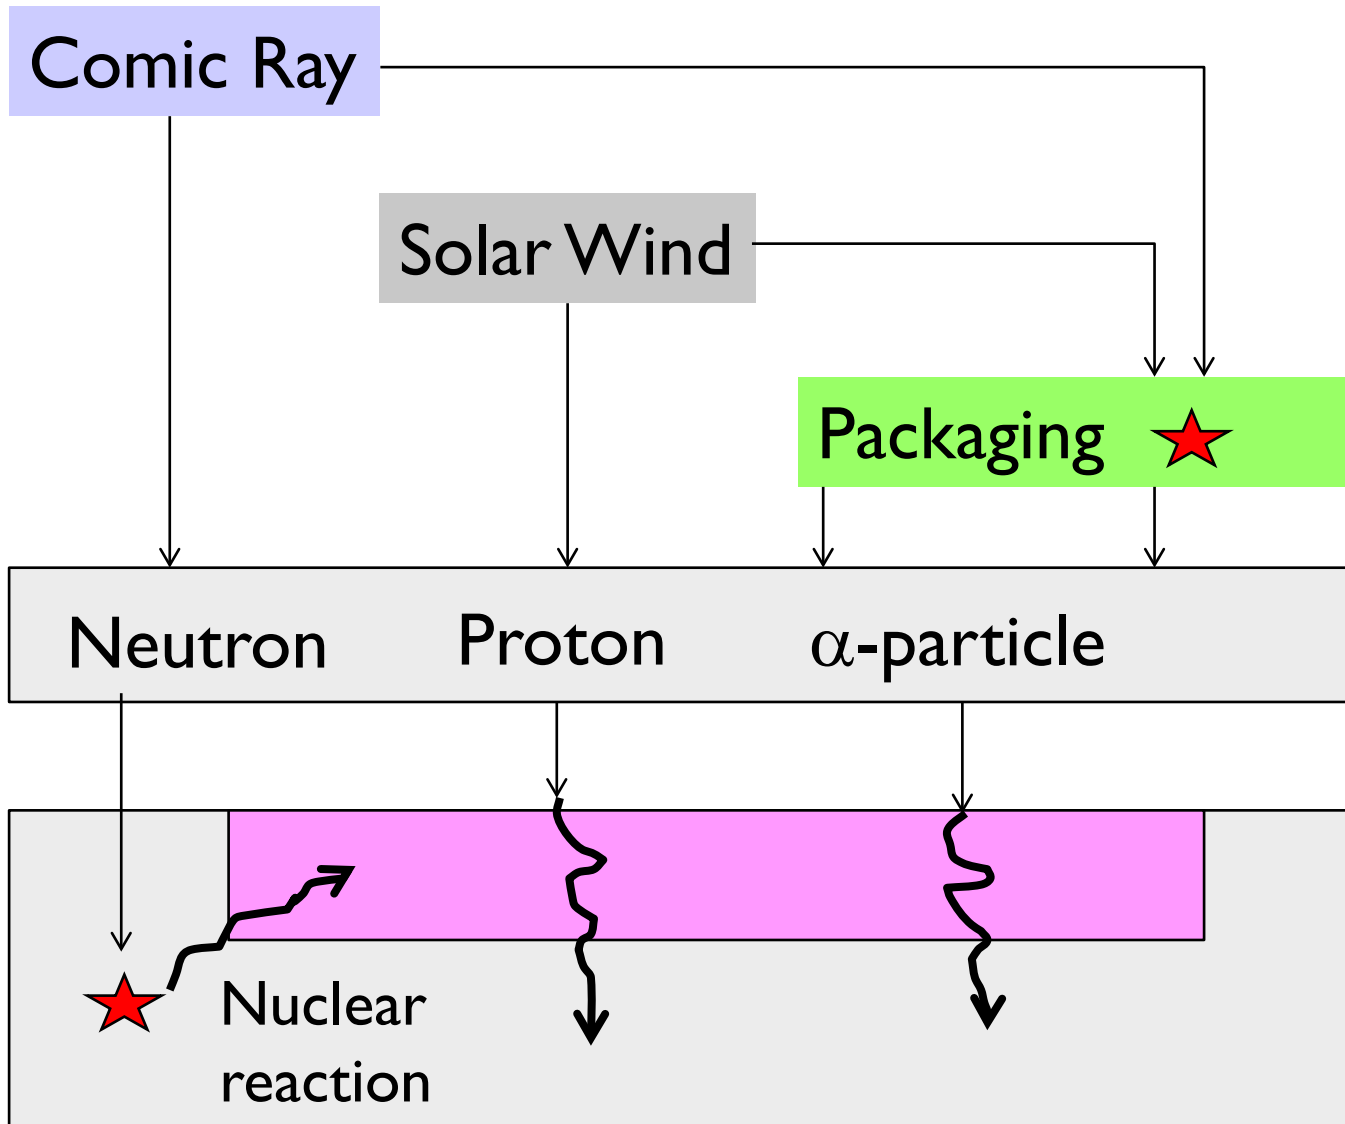 Comic Ray
Solar Wind
Packaging
Neutron
Proton
α-particle
Nuclear
reaction